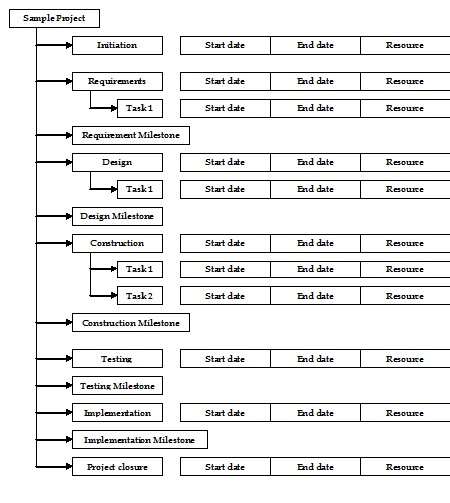 Sample Project
Initiation Start date End date Resource
Requirements Start date End date Resource
Task 1 Start date End date Resource
Requirement Milestone
Design Start date End date Resource
Task 1 Start date End date Resource
Design Milestone
Construction Start date End date Resource
Task 1 Start date End date Resource
Task 2 Start date End date Resource
Construction Milestone
Testing Start date End date Resource
Testing Milestone
Implementation Start date End date Resource
Implementation Milestone
Project closure Start date End date Resource